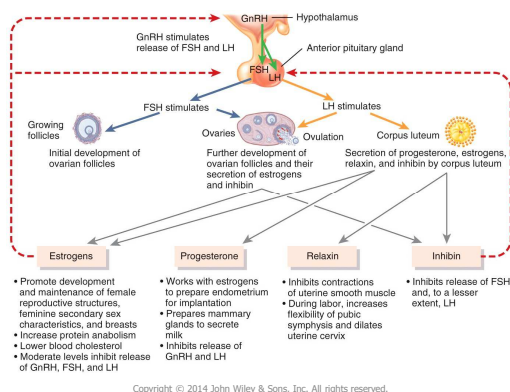 GnRH
Hypothalamus
GnRH stimulates
release of FSH and LH
Anterior pituitary gland
FSH
LH
FSH stimulates
LH stimulates
Growing
follicles
Ovaries
Ovulation
Corpus luteum
Initial development of
ovarian follicles
Further development of
ovarian follicles and their
secretion of estrogens
and inhibin
Secretion of progesterone, estrogens,
relaxin, and inhibin by corpus luteum
Estrogens
• Promote development
and maintenance of female
reproductive structures,
feminine secondary sex
characteristics, and breasts
• Increase protein anabolism
• Lower blood cholesterol
• Moderate levels inhibit release
of GnRH, FSH, and LH
Progesterone
• Works with estrogens
to prepare endometrium
for implantation
• Prepares mammary
glands to secrete
milk
• Inhibits release of
GnRH and LH
Relaxin
• Inhibits contractions
of uterine smooth muscle
• During labor, increases
flexibility of pubic
symphysis and dilates
uterine cervix
Inhibin
• Inhibits release of FSH
and, to a lesser
extent, LH
Copyright © 2014 John Wiley & Sons, Inc. All rights reserved.